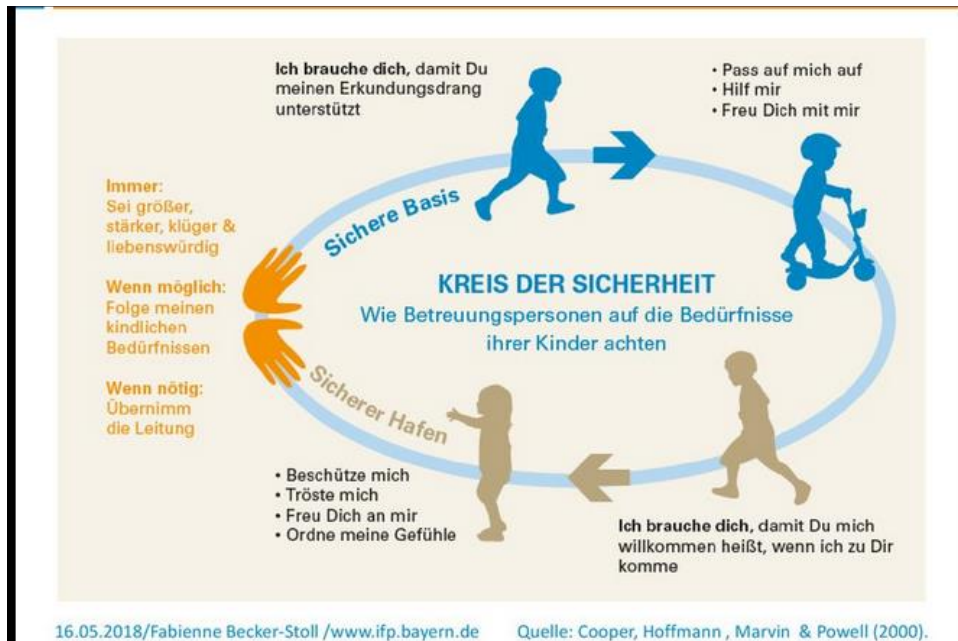 Ich brauche dich, damit Du
meinen Erkundungsdrang
unterstützt
• Pass auf mich auf
• Hilf mir
• Freu Dich mit mir
Immer:
Sei größer,
stärker, klüger &
liebenswürdig
Wenn möglich:
Folge meinen
kindlichen
Bedürfnissen
Wenn nötig:
Übernimm
die Leitung
Sichere Basis
KREIS DER SICHERHEIT
Wie Betreuungspersonen auf die Bedürfnisse
ihrer Kinder achten
Sicherer Hafen
• Beschütze mich
• Tröste mich
• Freu Dich an mir
• Ordne meine Gefühle
Ich brauche dich, damit Du mich
willkommen heißt, wenn ich zu Dir
komme
16.05.2018/Fabienne Becker-Stoll /www.ifp.bayern.de
Quelle: Cooper, Hoffmann , Marvin & Powell (2000).